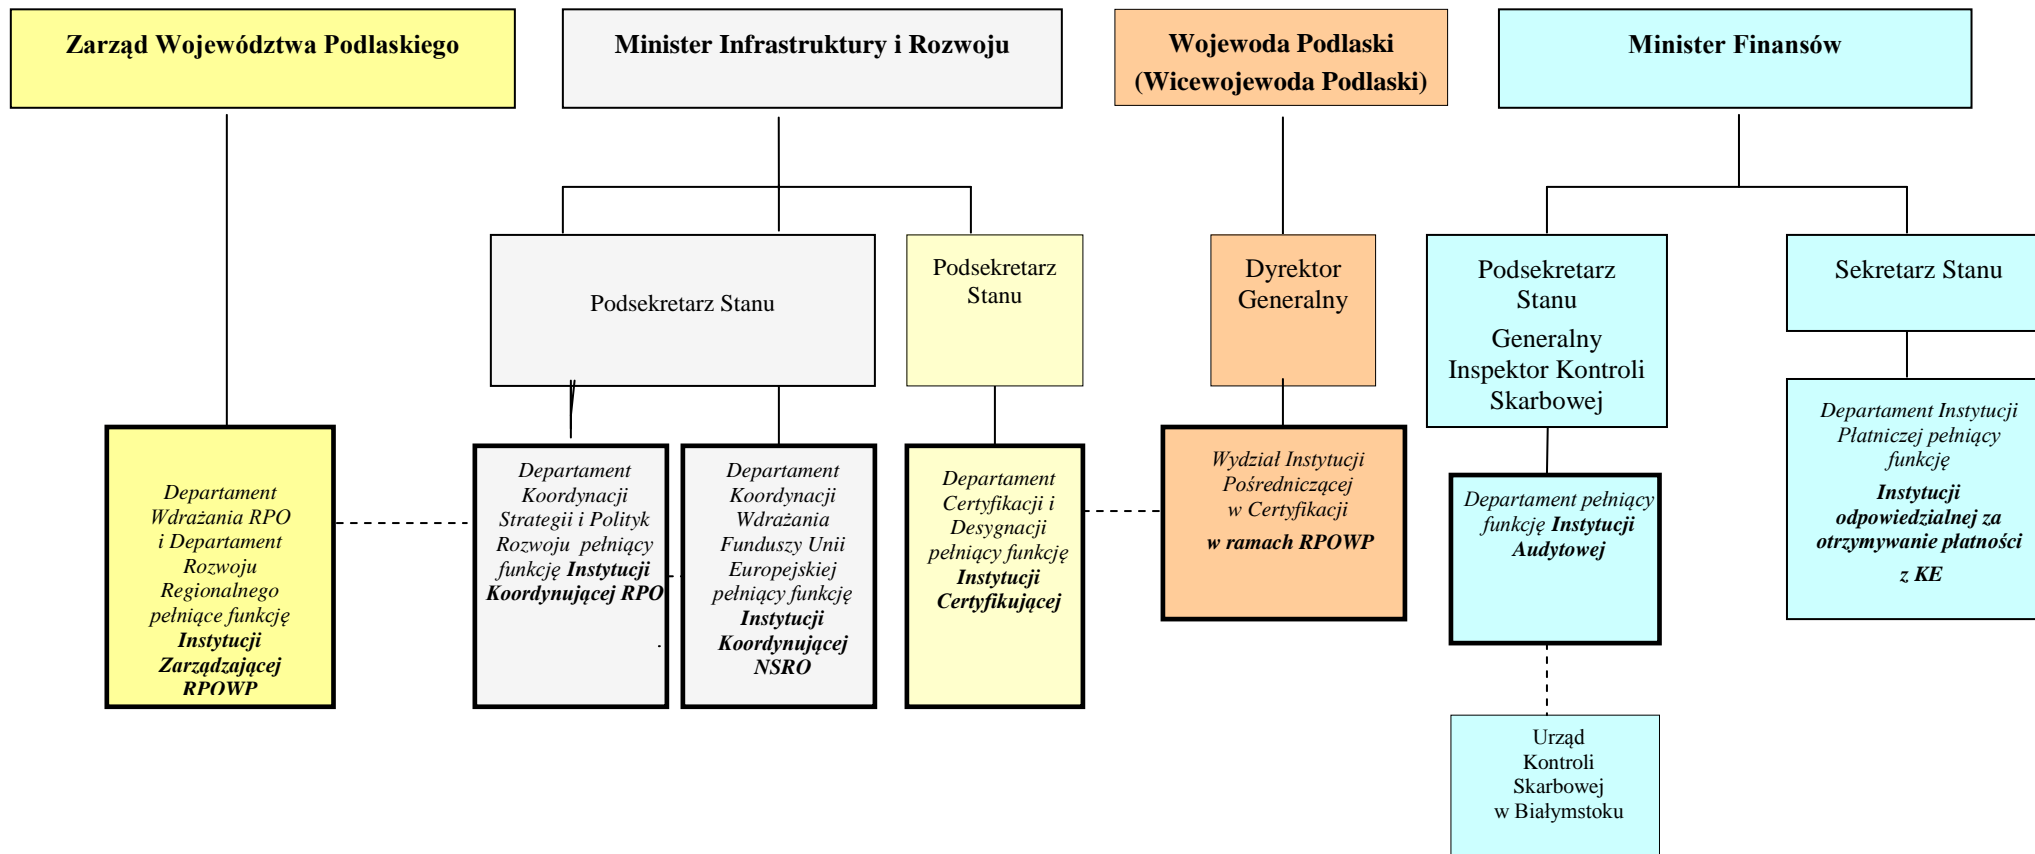 Zarząd Województwa Podlaskiego
Minister Infrastruktury i Rozwoju
Wojewoda Podlaski
(Wicewojewoda Podlaski)
Minister Finansów
Podsekretarz Stanu
Podsekretarz
Stanu
Dyrektor
Generalny
Podsekretarz
Stanu
Generalny
Inspektor Kontroli
Skarbowej
Sekretarz Stanu
Departament
Wdrażania RPO
i Departament
Rozwoju
Regionalnego
pełniące funkcję
Instytucji
Zarządzającej
RPOWP
Departament
Koordynacji
Strategii i Polityk
Rozwoju pełniący
funkcję Instytucji
Koordynującej RPO
.
Departament
Koordynacji
Wdrażania
Funduszy Unii
Europejskiej
pełniący funkcję
Instytucji
Koordynującej
NSRO
Departament
Certyfikacji i
Desygnacji
pełniący funkcję
Instytucji
Certyfikującej
Wydział Instytucji
Pośredniczącej
w Certyfikacji
w ramach RPOWP
Departament pełniący
funkcję Instytucji
Audytowej
Departament Instytucji
Płatniczej pełniący
funkcję
Instytucji
odpowiedzialnej za
otrzymywanie płatności
z KE
Urząd
Kontroli
Skarbowej
w Białymstoku